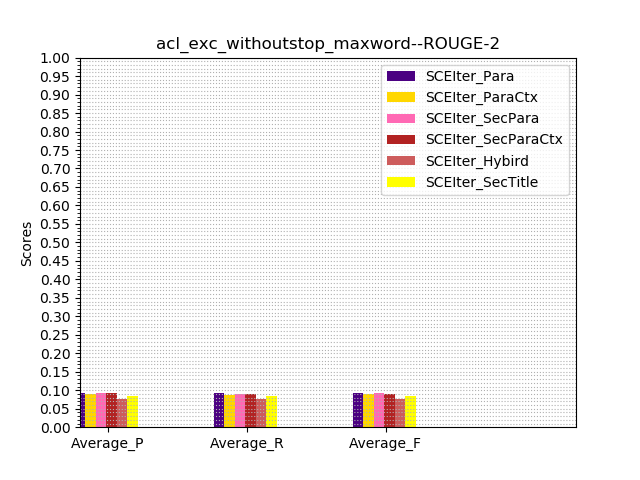 acl_exc_withoutstop_maxword--ROUGE-2
1.00
0.95
0.90
0.85
0.80
0.75
0.70
0.65
0.60
0.55
0.50
0.45
0.40
0.35
0.30
0.25
0.20
0.15
0.10
0.05
0.00
Scores
SCEIter_Para
SCEIter_ParaCtx
SCEIter_SecPara
SCEIter_SecParaCtx
SCEIter_Hybird
SCEIter_SecTitle
Average_P Average_R Average_F